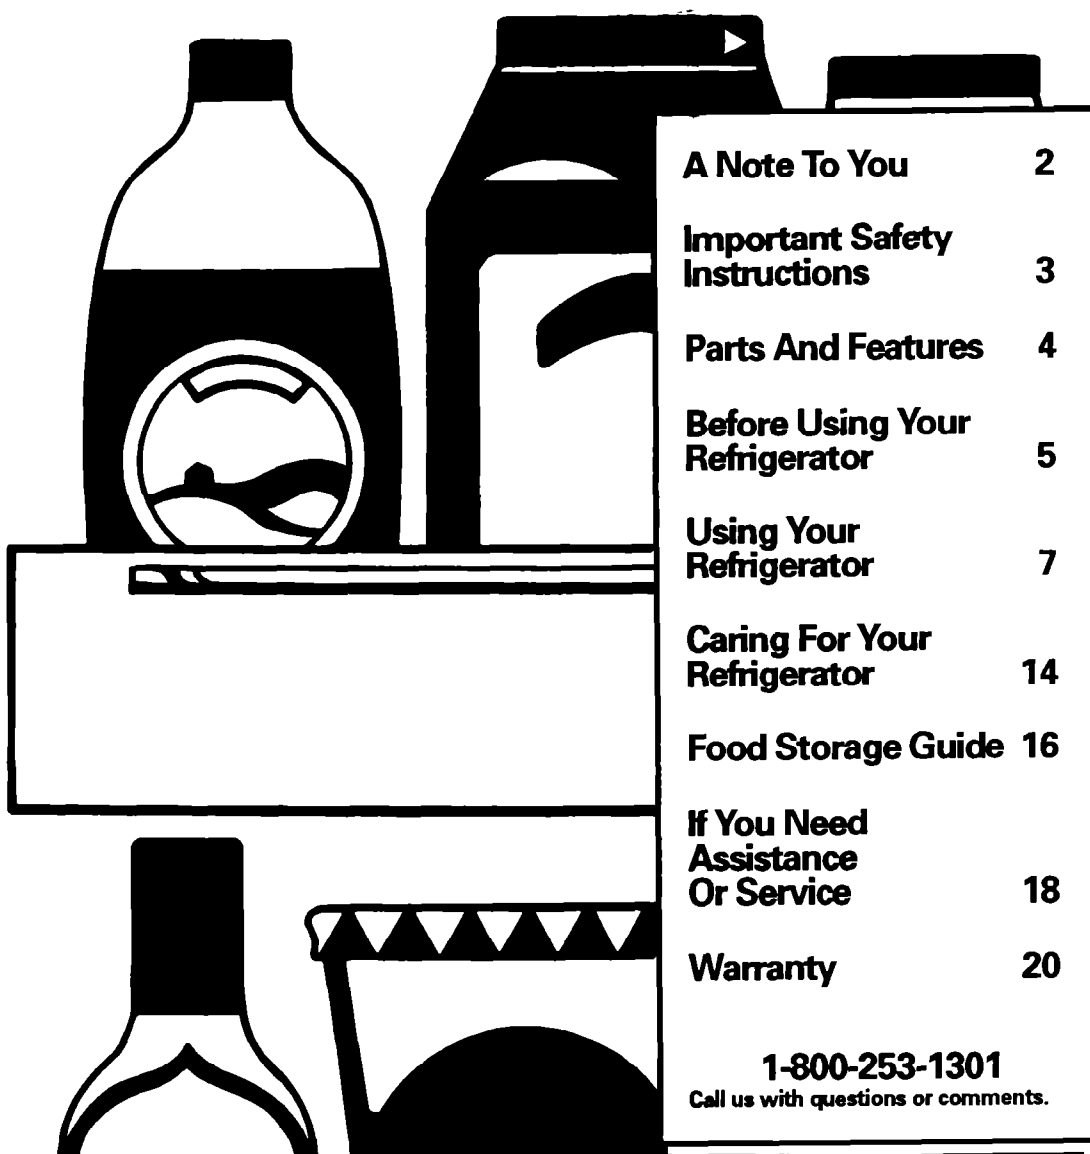 A Note To You 2
Important Safety
Instructions 3
Parts And Features 4
Before Using Your
Refrigerator 5
Using Your
Refrigerator 7
Caring For Your
Refrigerator 14
Food Storage Guide 16
If You Need
Assistance
Or Service 18
Warranty 20
1-800-253-1301
Call us with questions or comments.